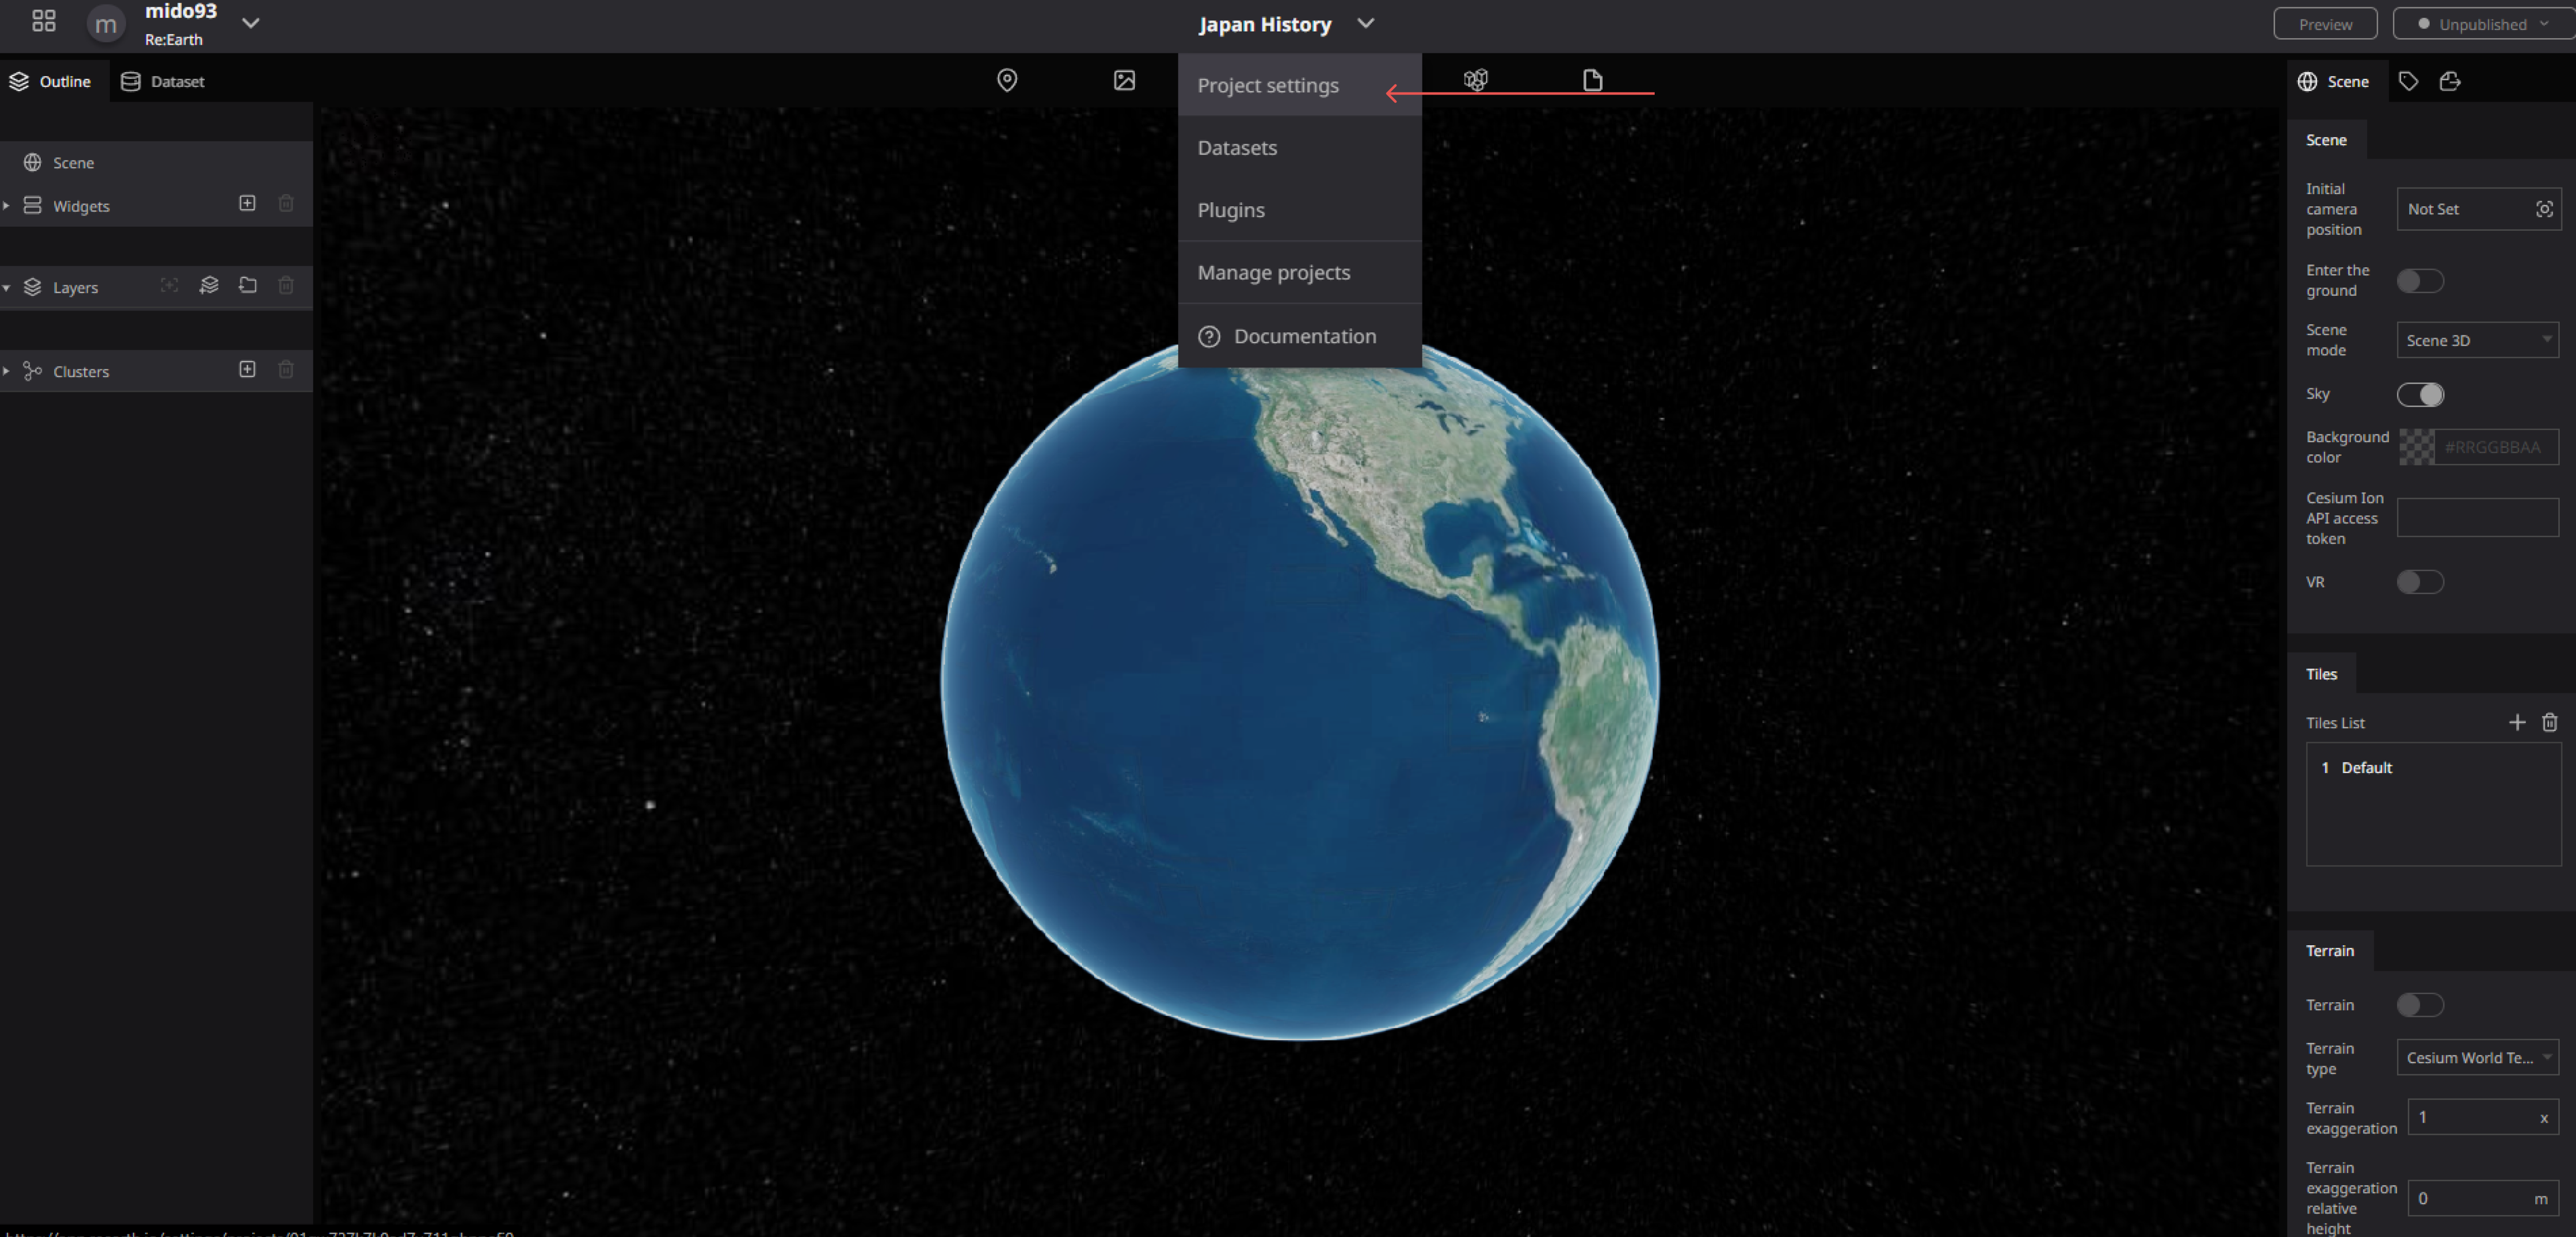 mido93
Re:Earth
m
Japan History
Preview
Unpublished
Outline
Dataset
Project settings
Datasets
Plugins
Manage projects
Documentation
Scene
Widgets
Layers
Clusters
Scene
Scene
Initial
camera
position
Not Set
Enter the
ground
Scene
mode
Scene 3D
Sky
Background
color
#RRGGBBAA
Cesium Ion
API access
token
VR
Tiles
Tiles List
1 Default
Terrain
Terrain
Terrain
type
Cesium World Te...
Terrain
exaggeration
1 x
Terrain
exaggeration
relative
height
0 m